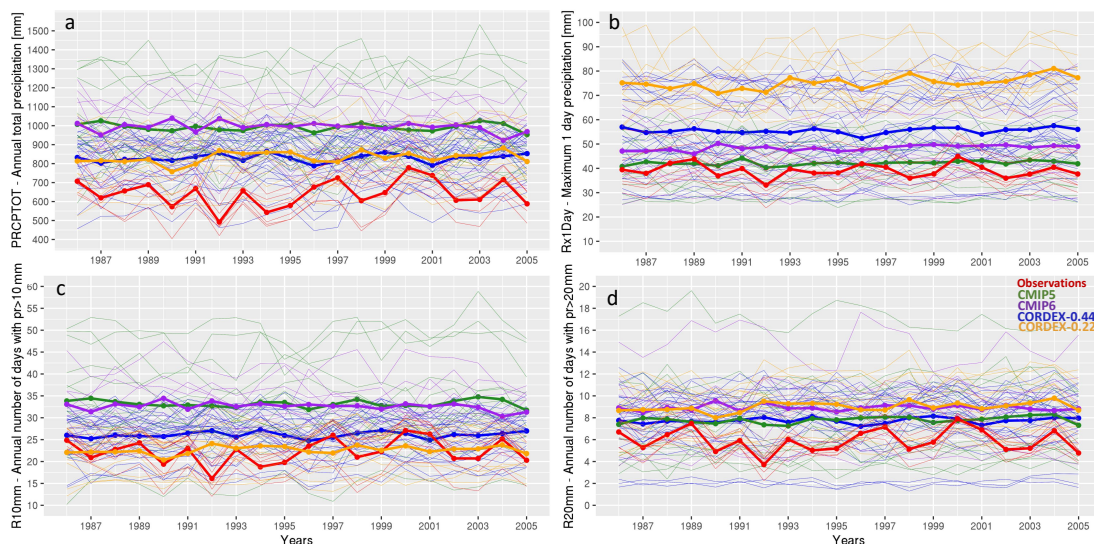 a
PRCPTOT - Annual total precipitation [mm]
1500
1400
1300
1200
1100
1000
900
800
700
600
500
400
1987 1989 1991 1993 1995 1997 1999 2001 2003 2005
b
Rx1Day - Maximum 1 day precipitation [mm]
100
90
80
70
60
50
40
30
20
10
1987 1989 1991 1993 1995 1997 1999 2001 2003 2005
c
R10mm - Annual number of days with pr>10 mm
60
55
50
45
40
35
30
25
20
15
10
1987 1989 1991 1993 1995 1997 1999 2001 2003 2005
Years
d
R20mm - Annual number of days with pr>20mm
20
18
16
14
12
10
8
6
4
2
0
Observations
CMIP5
CMIP6
CORDEX-0.44
CORDEX-0.22
1987 1989 1991 1993 1995 1997 1999 2001 2003 2005
Years